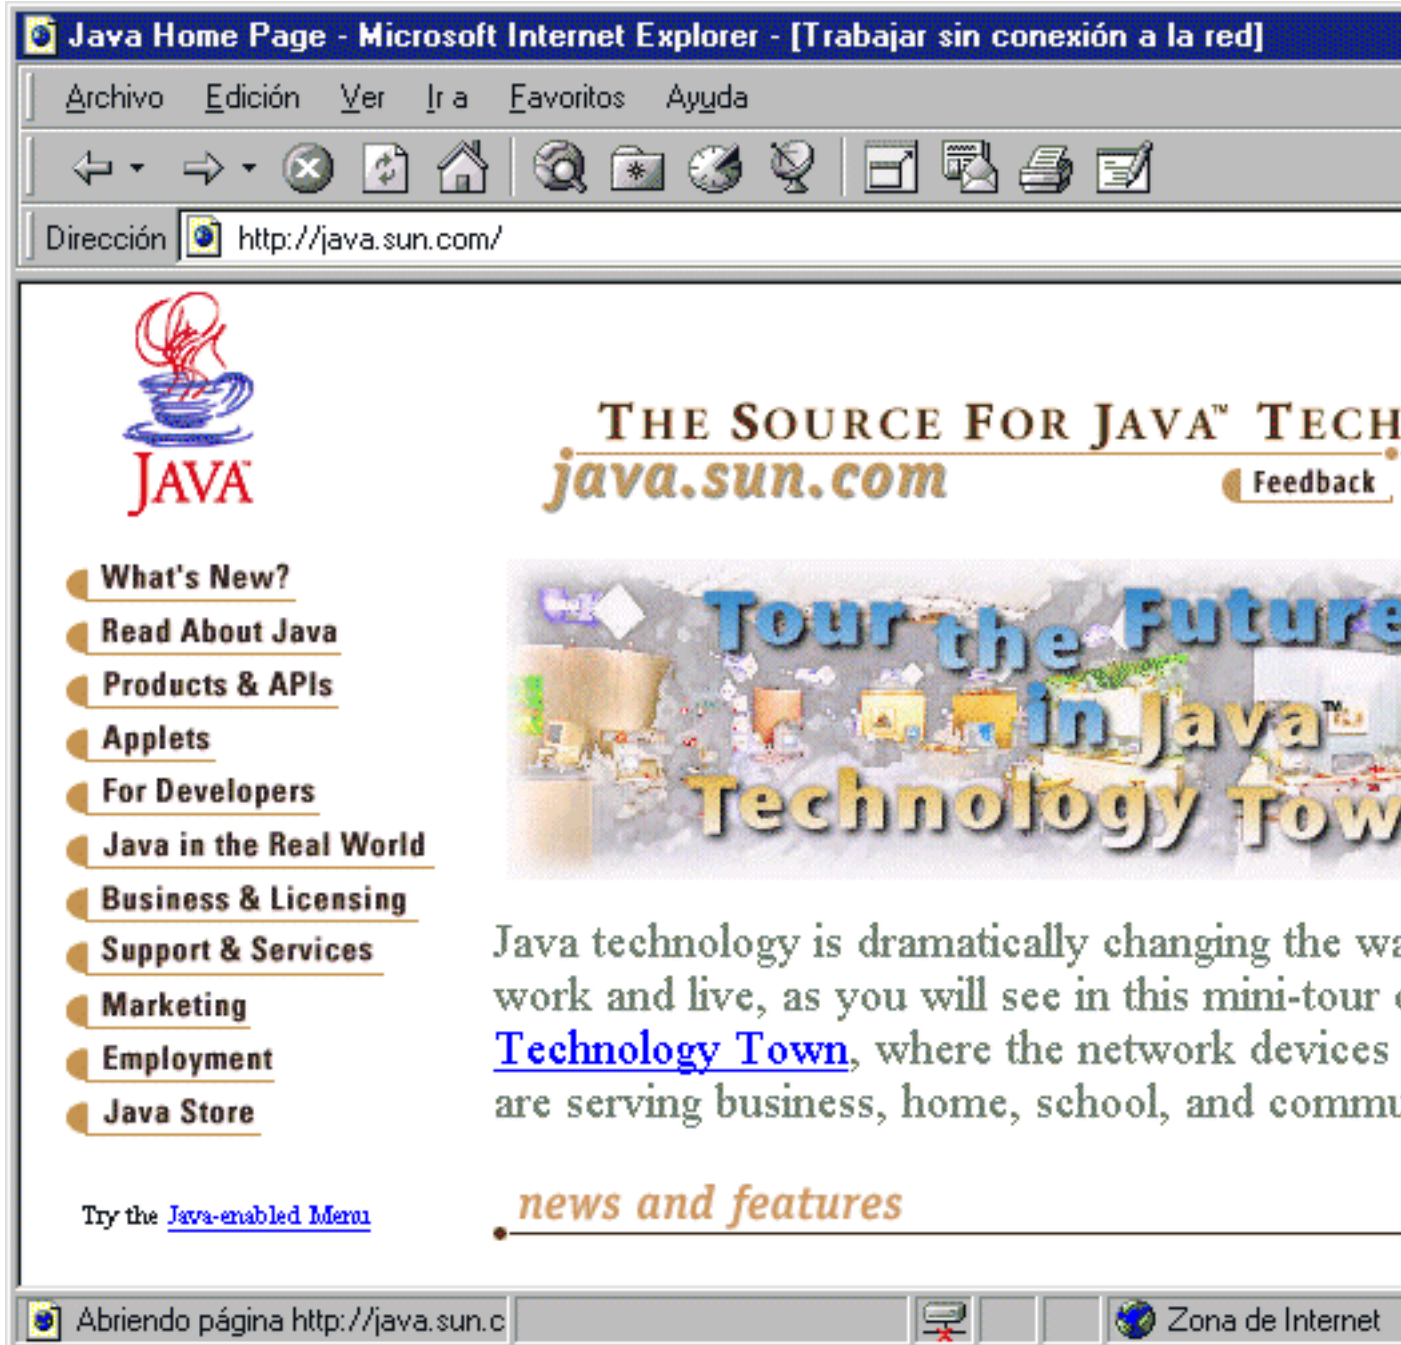 Java Home Page - Microsoft Internet Explorer - [Trabajar sin conexión a la red]
Archivo Edición Ver Ir a Favoritos Ayuda
Dirección http://java.sun.com/
JAVA™
THE SOURCE FOR JAVA™ TECH
java.sun.com
Feedback
What's New?
Read About Java
Products & APIs
Applets
For Developers
Java in the Real World
Business & Licensing
Support & Services
Marketing
Employment
Java Store
Try the Java-enabled Menu
Tour the Future
in Java™
Technology Tow
Java technology is dramatically changing the wa
work and live, as you will see in this mini-tour
Technology Town, where the network devices
are serving business, home, school, and commu
news and features
Abriendo página http://java.sun.c
Zona de Internet